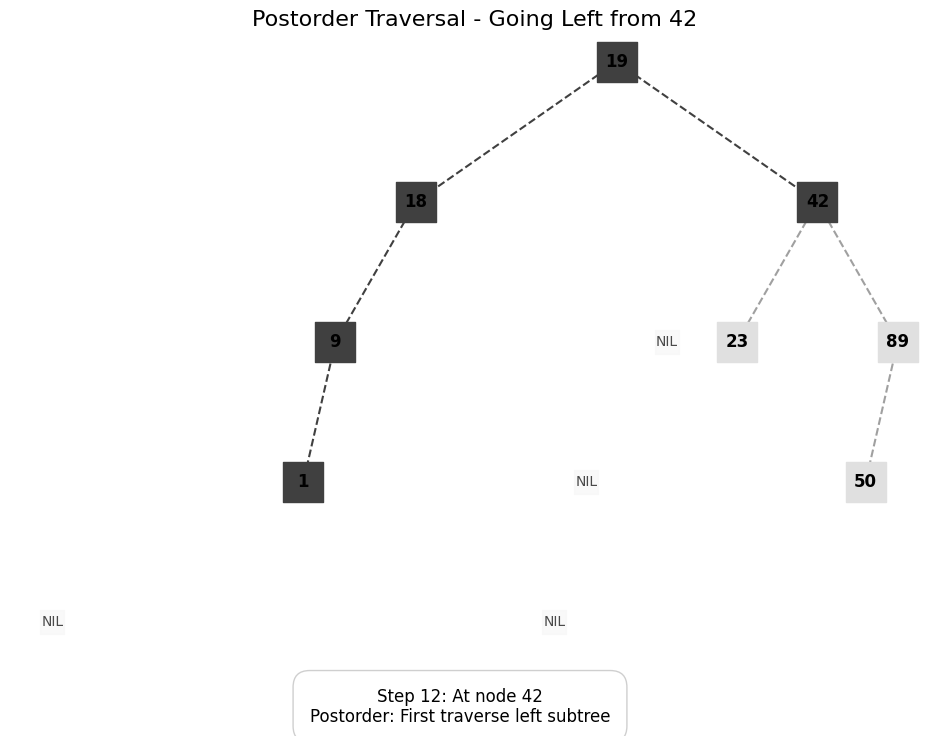 Postorder Traversal - Going Left from 42
19
18
42
9
NIL
23
89
1
NIL
50
NIL
NIL
Step 12: At node 42
Postorder: First traverse left subtree